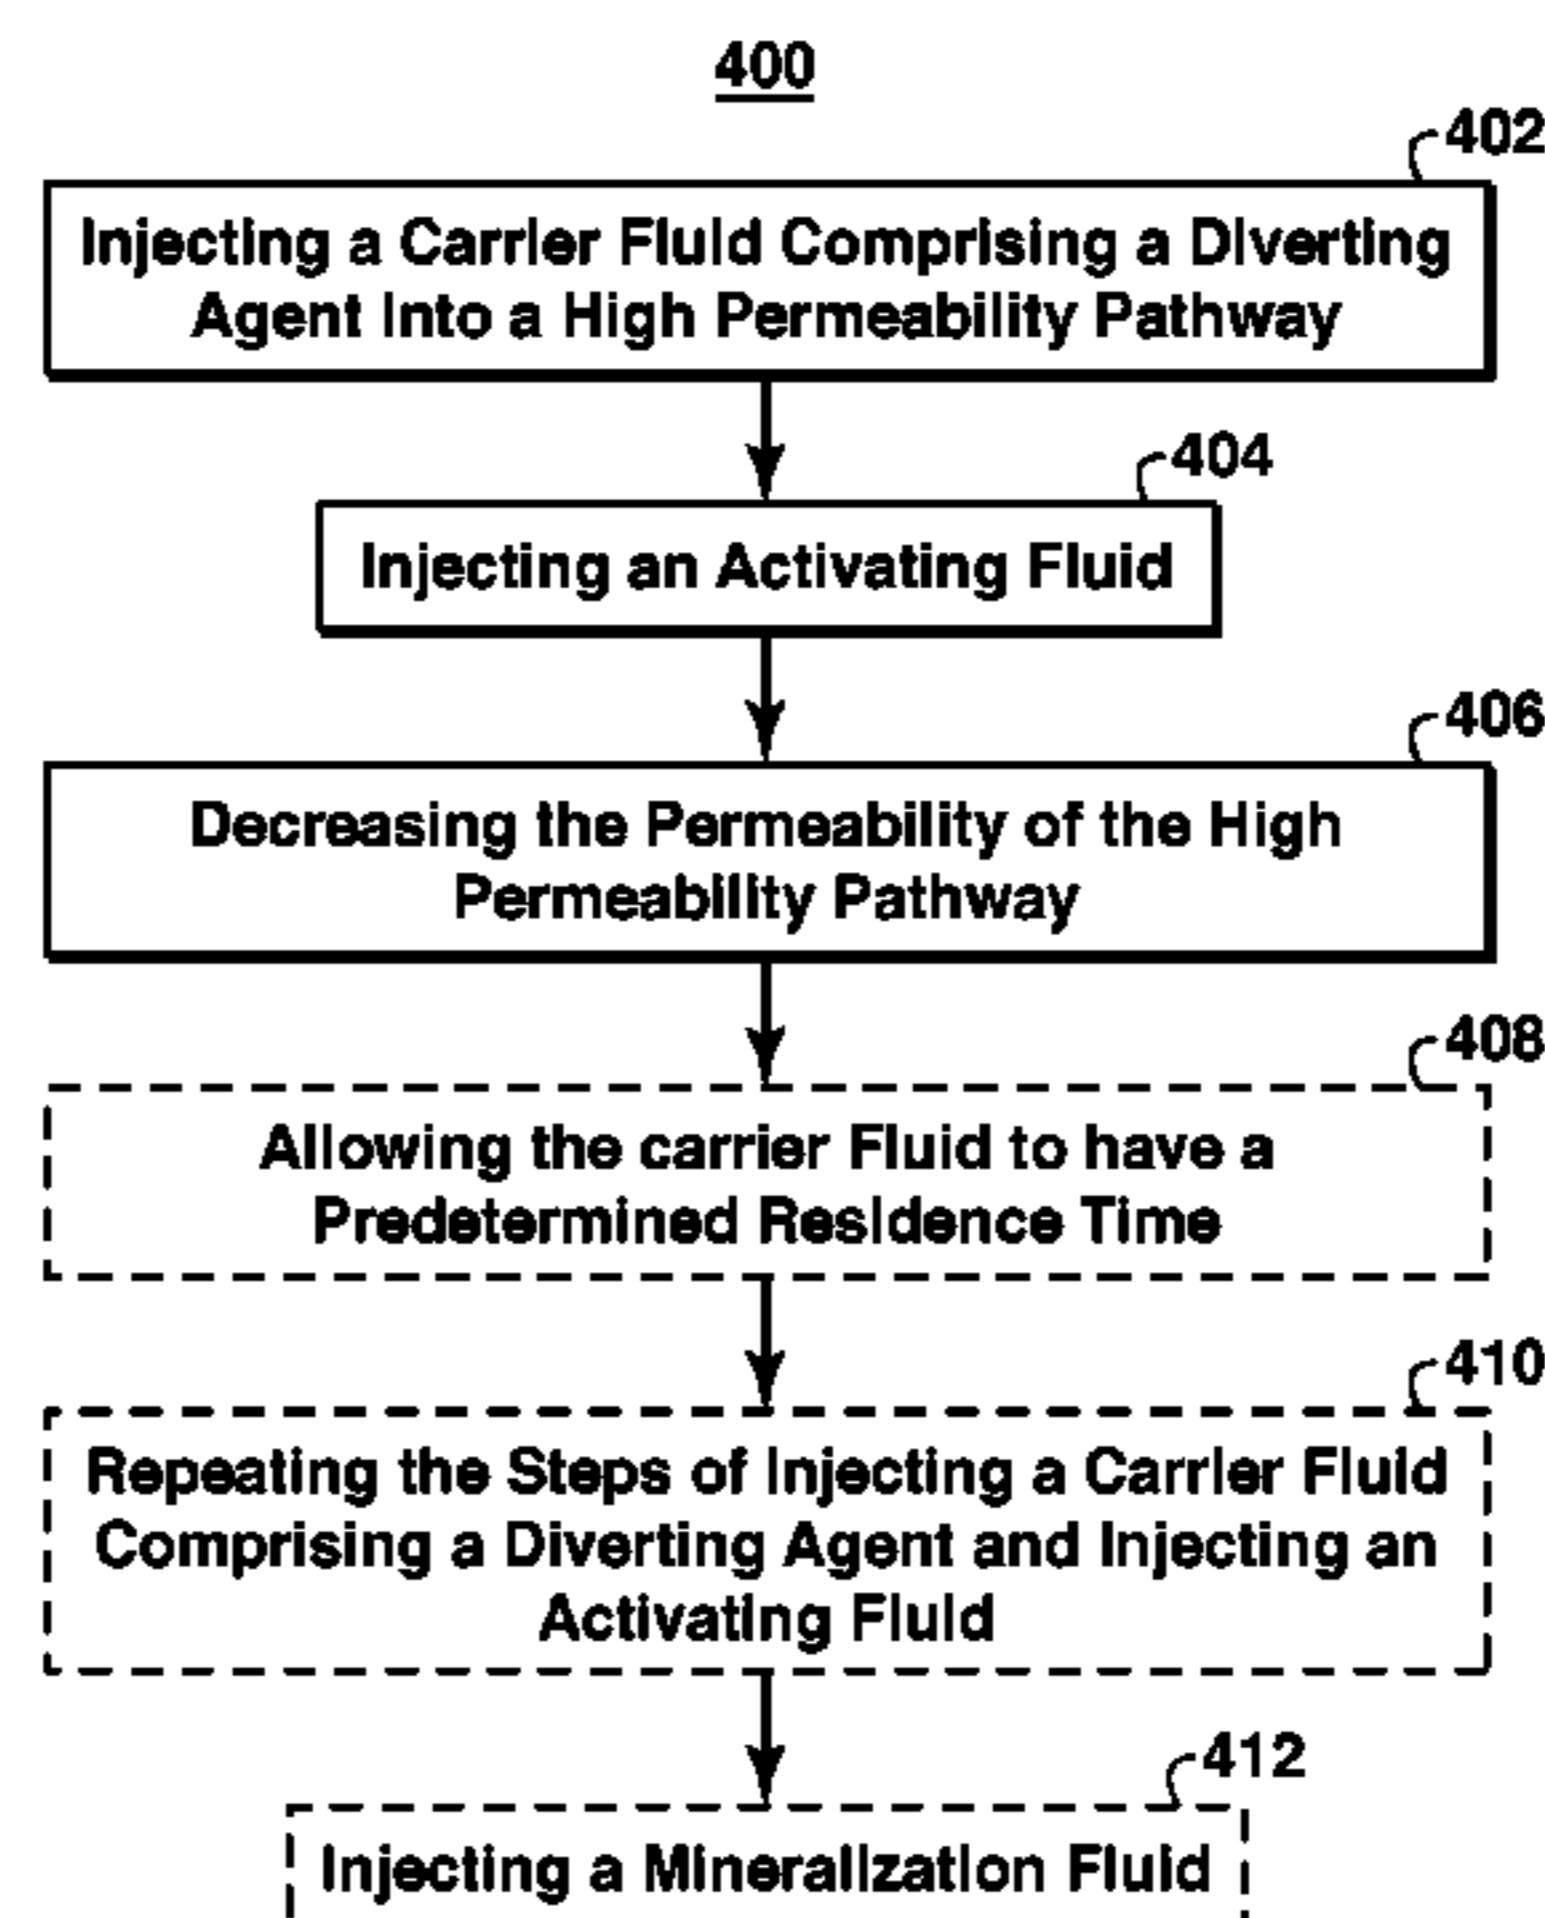 400
402
Injecting a Carrier Fluid Comprising a Diverting
Agent Into a High Permeability Pathway
404
Injecting an Activating Fluid
406
Decreasing the Permeability of the High
Permeability Pathway
408
Allowing the carrier Fluid to have a
Predetermined Residence Time
410
Repeating the Steps of Injecting a Carrier Fluid
Comprising a Diverting Agent and Injecting an
Activating Fluid
412
Injecting a Mineralization Fluid